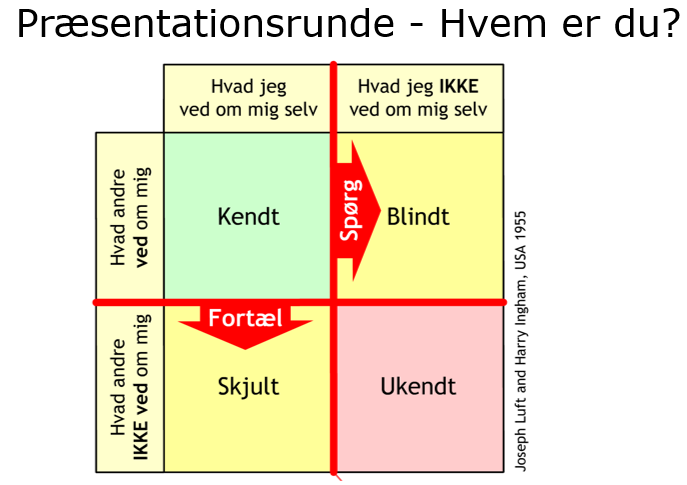 Præsentationsrunde - Hvem er du?
Hvad jeg
ved om mig selv
Hvad jeg IKKE
ved om mig selv
Hvad andre
ved om mig
Kendt
Spørg
Blindt
Hvad andre
IKKE ved om mig
Fortæl
Skjult
Ukendt
Joseph Luft and Harry Ingham, USA 1955